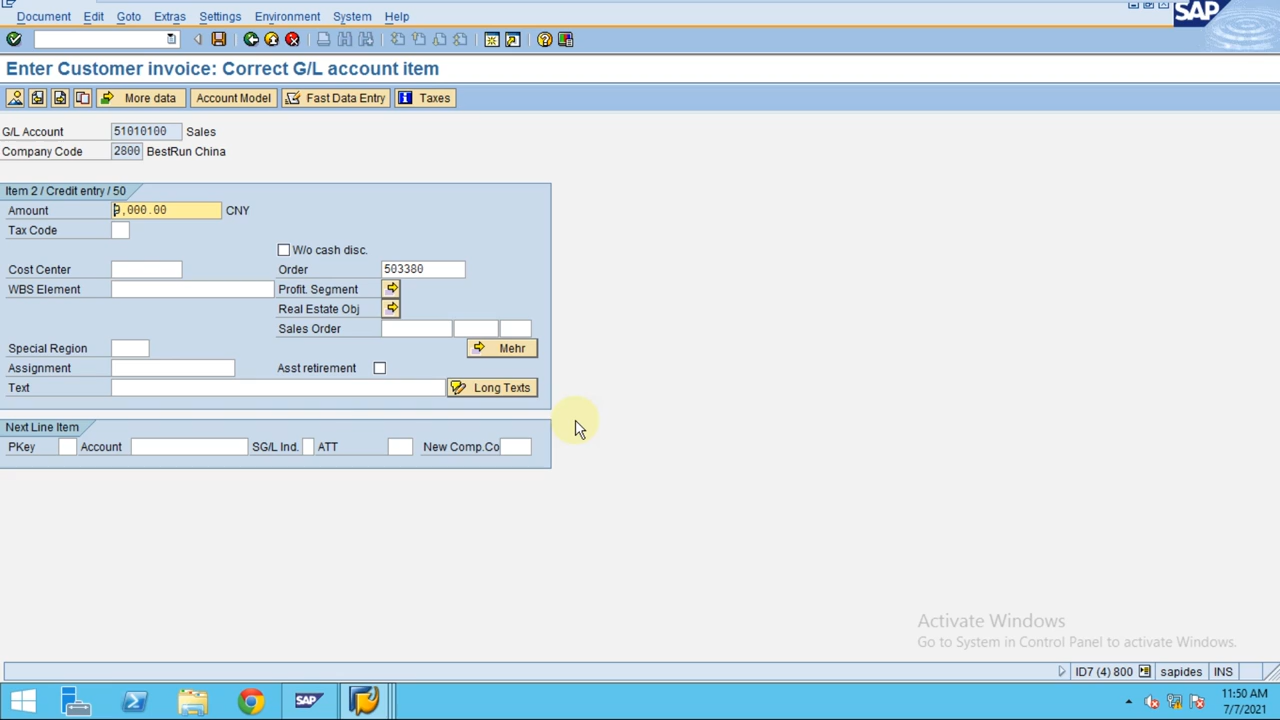 Document Edit Goto Extras Settings Environment System Help
SAP
Enter Customer invoice: Correct G/L account item
More data Account Model Fast Data Entry Taxes
G/L Account 51010100 Sales
Company Code 2800 BestRun China
Item 2 / Credit entry / 50
Amount 9,000.00 CNY
Tax Code
W/o cash disc.
Cost Center Order 503380
WBS Element Profit. Segment
Real Estate Obj
Sales Order
Special Region Mehr
Assignment Asst retirement
Text Long Texts
Next Line Item
PKey Account SG/L Ind. ATT New Comp.Co
Activate Windows
Go to System in Control Panel to activate Windows.
ID7 (4) 800 sapides INS
SAP 11:50 AM
7/7/2021